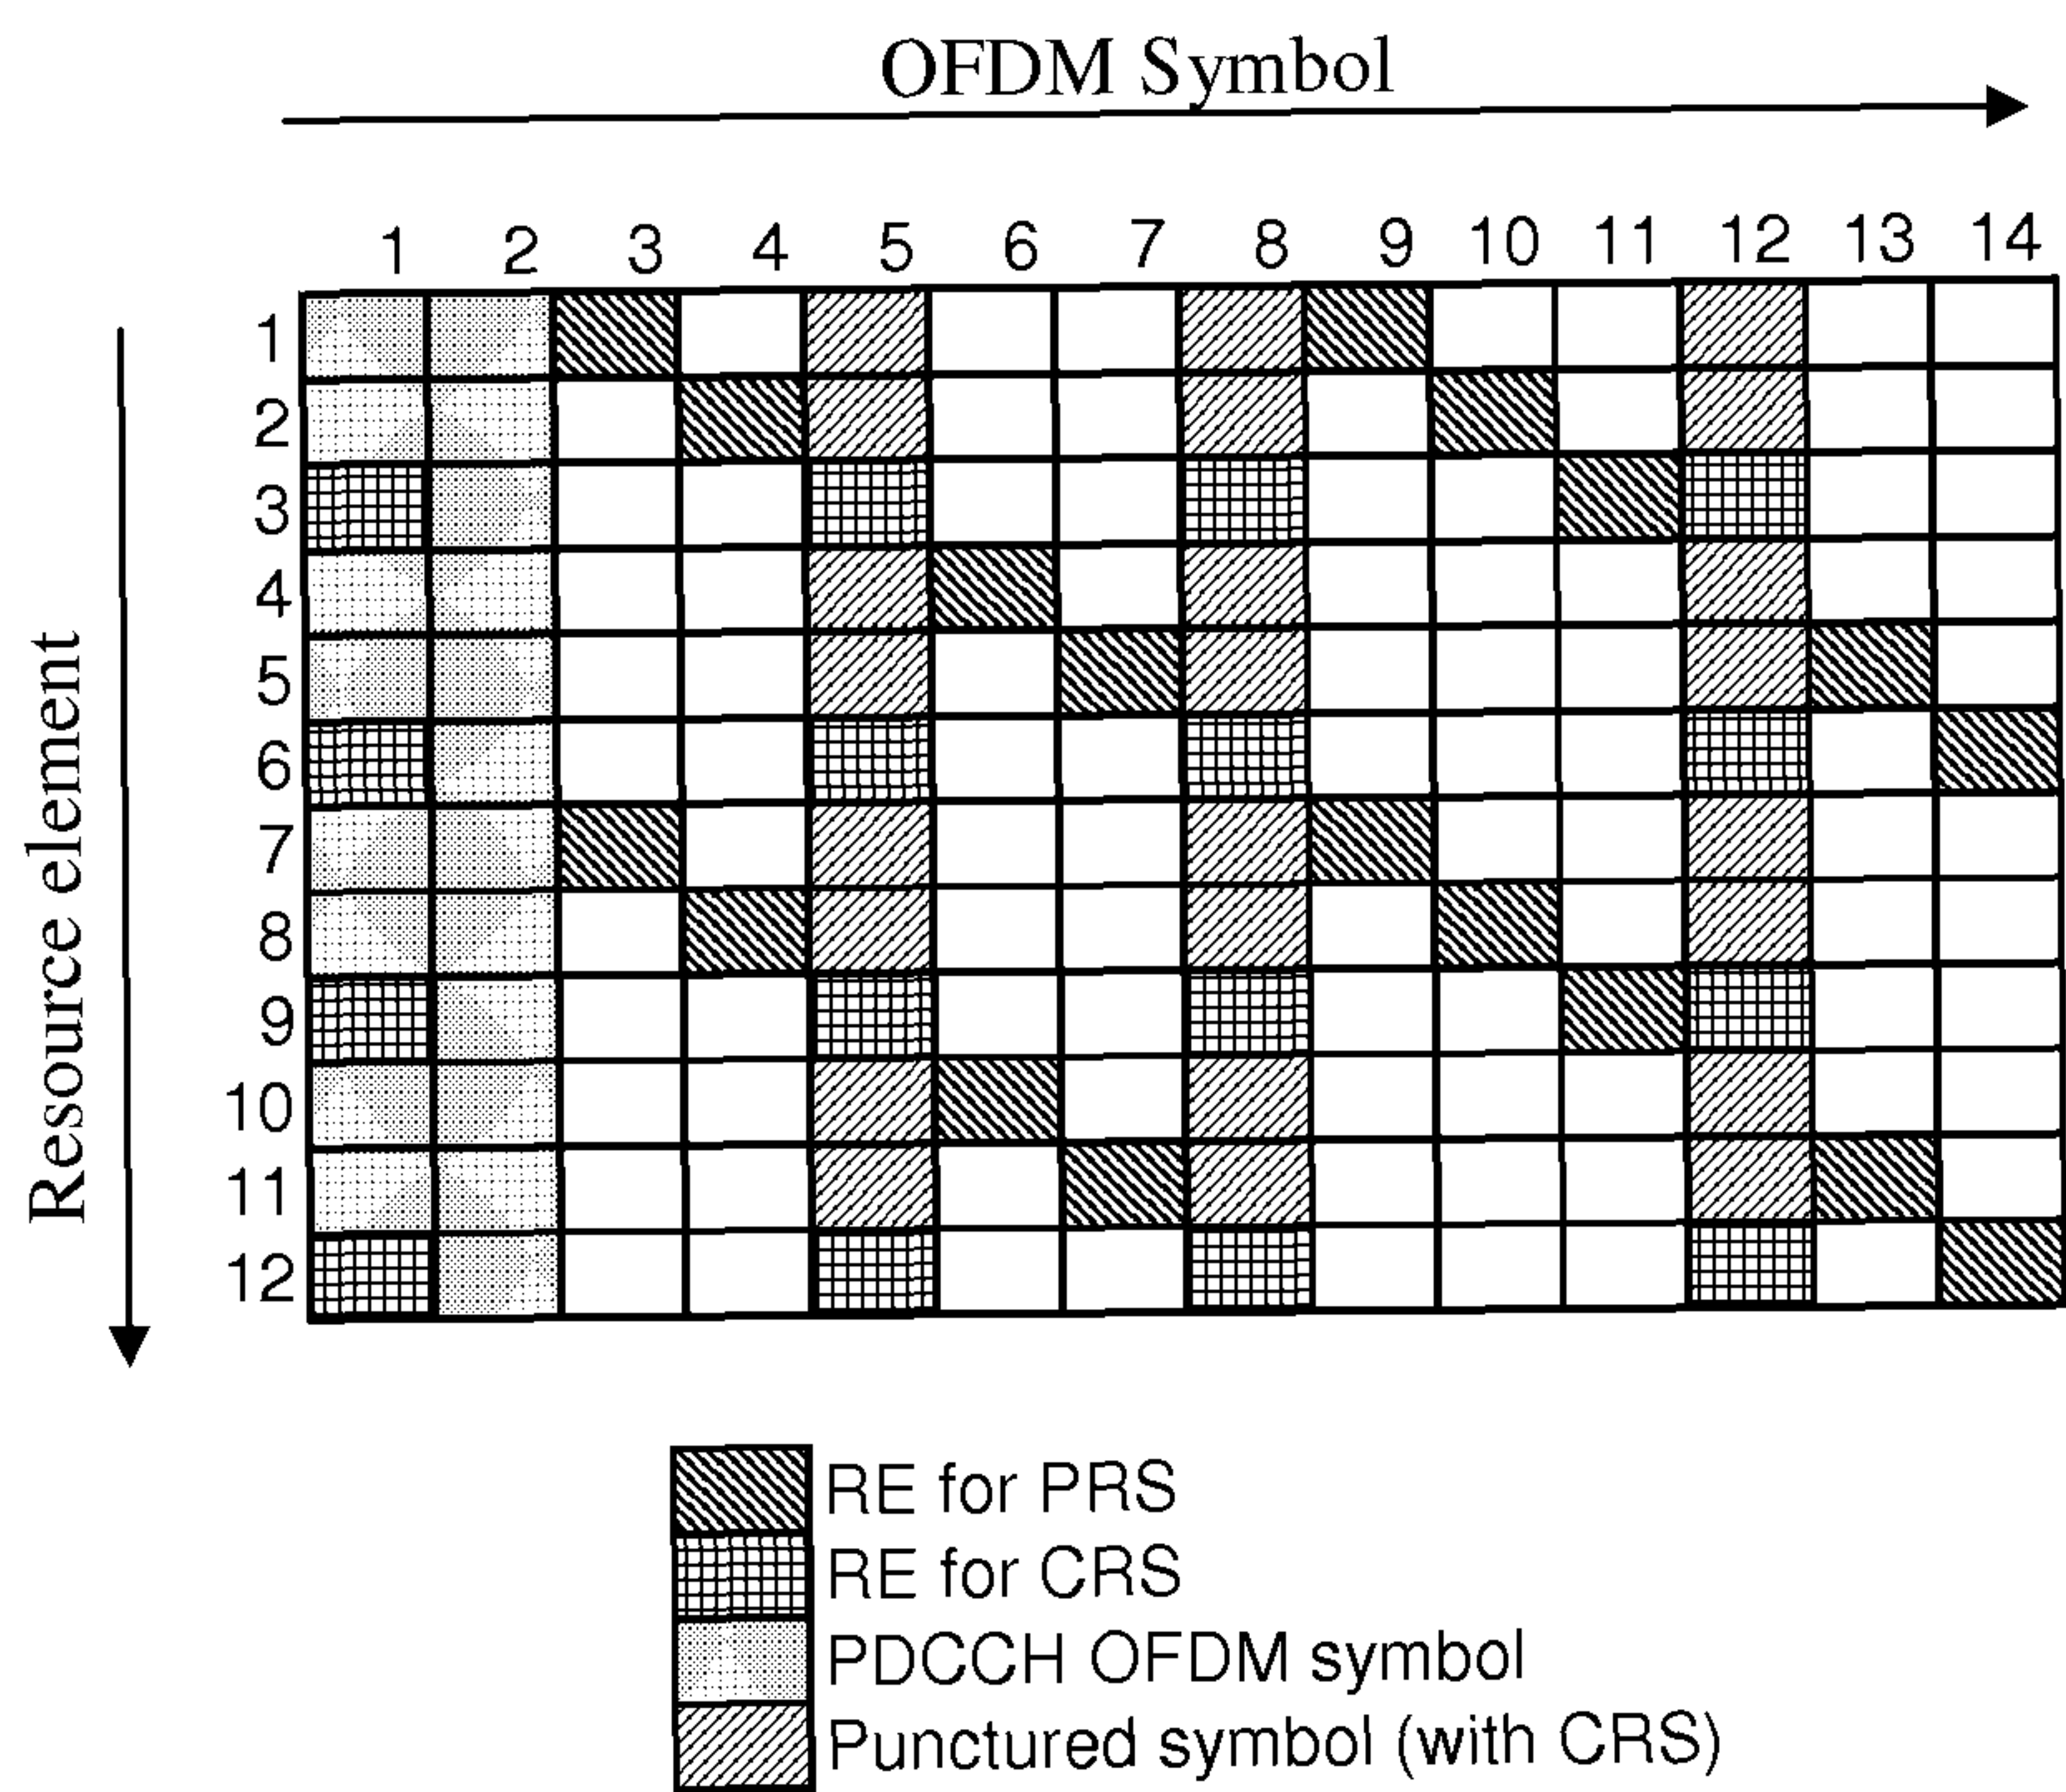 OFDM Symbol
1 2 3 4 5 6 7 8 9 10 11 12 13 14
Resource element
1
2
3
4
5
6
7
8
9
10
11
12
RE for PRS
RE for CRS
PDCCH OFDM symbol
Punctured symbol (with CRS)